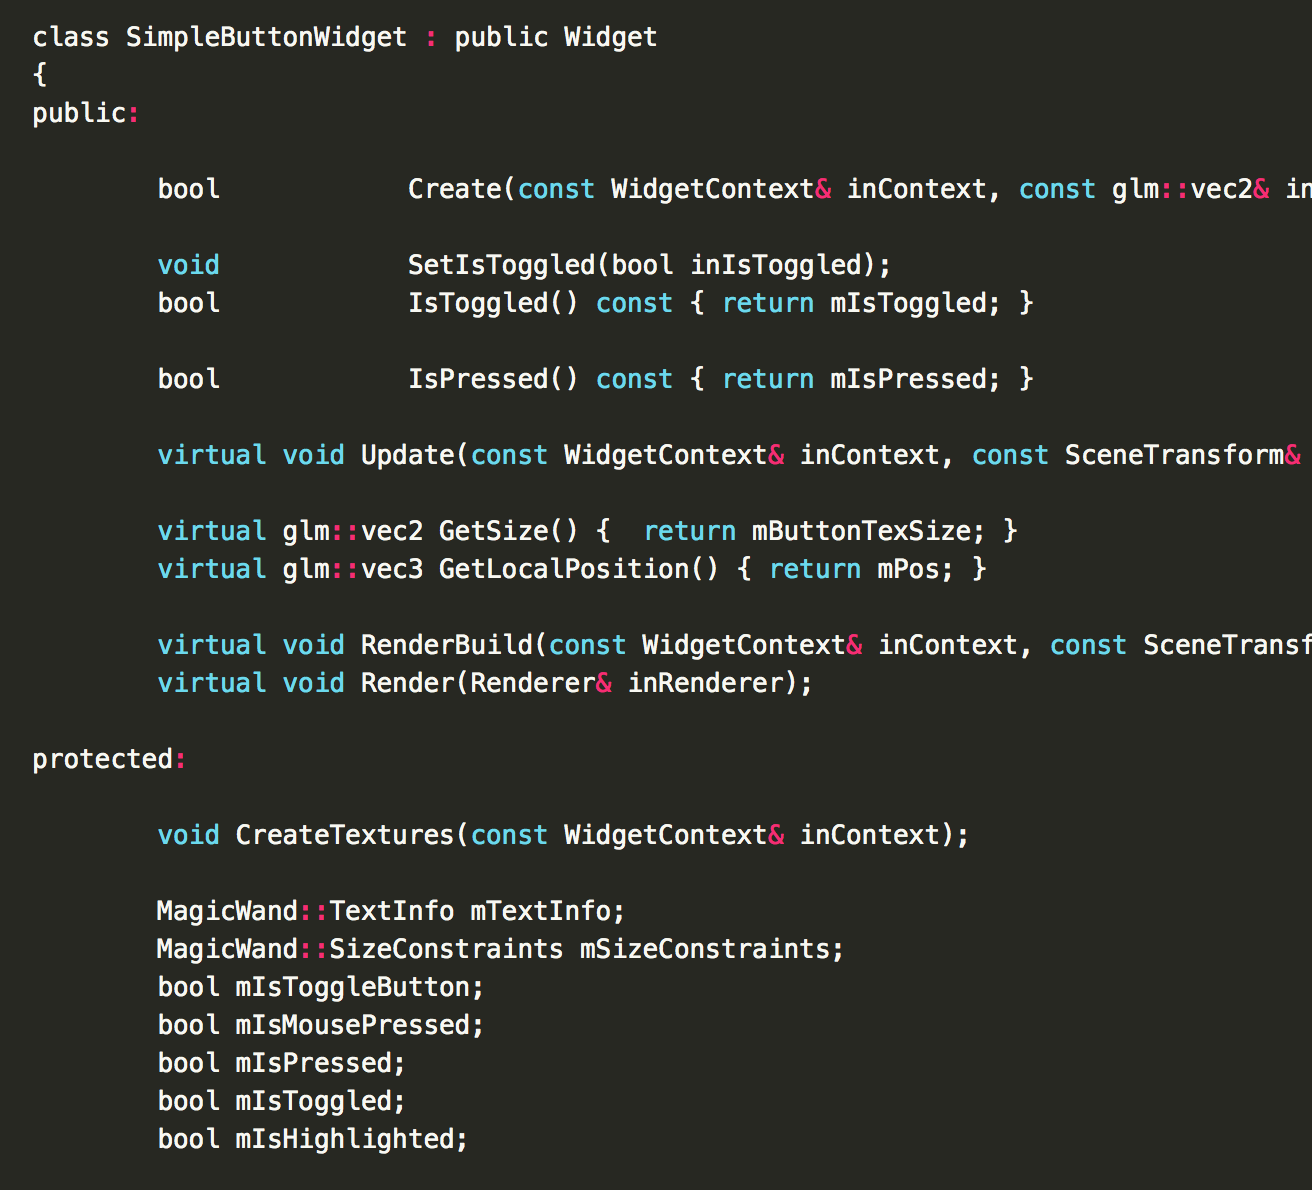 class SimpleButtonWidget : public Widget
{
public:
bool Create(const WidgetContext& inContext, const glm::vec2& in
void SetIsToggled(bool inIsToggled);
bool IsToggled() const { return mIsToggled; }
bool IsPressed() const { return mIsPressed; }
virtual void Update(const WidgetContext& inContext, const SceneTransform&
virtual glm::vec2 GetSize() {  return mButtonTexSize; }
virtual glm::vec3 GetLocalPosition() { return mPos; }
virtual void RenderBuild(const WidgetContext& inContext, const SceneTransf
virtual void Render(Renderer& inRenderer);
protected:
void CreateTextures(const WidgetContext& inContext);
MagicWand::TextInfo mTextInfo;
MagicWand::SizeConstraints mSizeConstraints;
bool mIsToggleButton;
bool mIsMousePressed;
bool mIsPressed;
bool mIsToggled;
bool mIsHighlighted;